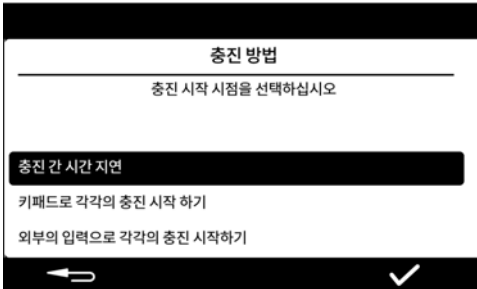 충진 방법
충진 시작 시점을 선택하십시오
충진 간 시간 지연
키패드로 각각의 충진 시작 하기
외부의 입력으로 각각의 충진 시작하기